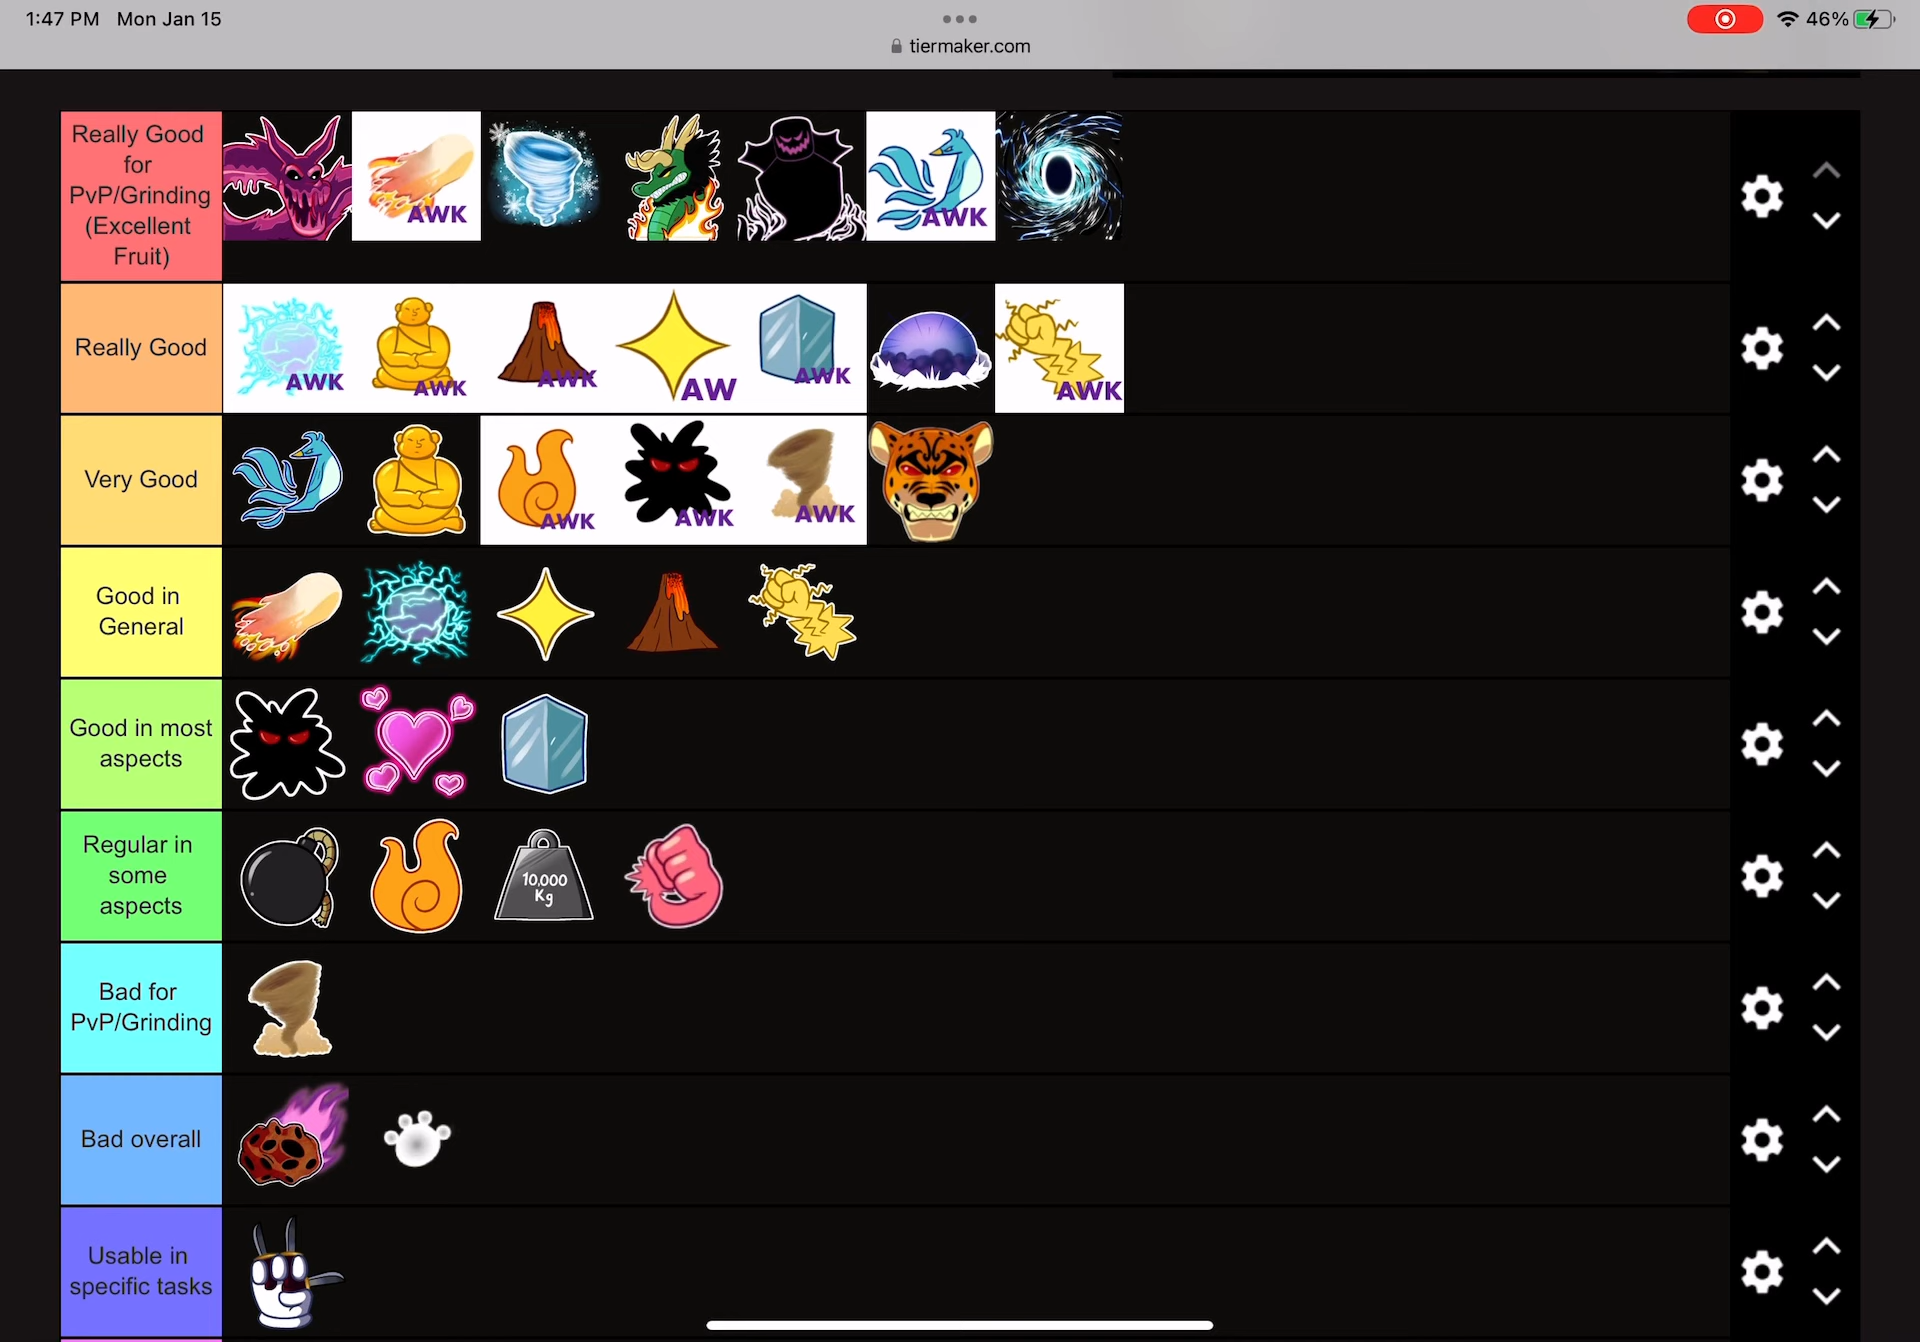 1:47 PM Mon Jan 15
46%
tiermaker.com
Really Good
for
PvP/Grinding
(Excellent
Fruit)
AWK
AWK
Really Good
AWK
AWK
AWK
AW
AWK
AWK
Very Good
AWK
AWK
AWK
Good in
General
Good in most
aspects
Regular in
some
aspects
10,000
Kg
Bad for
PvP/Grinding
Bad overall
Usable in
specific tasks